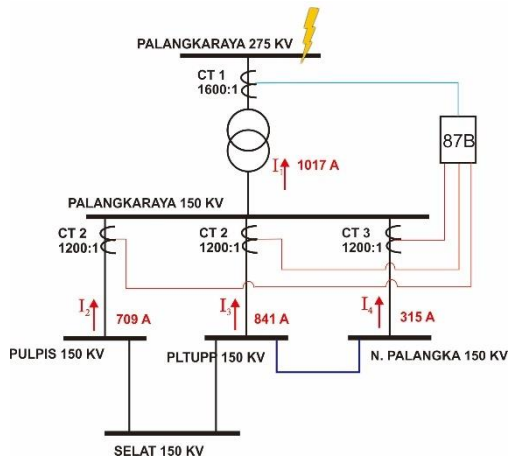 PALANGKARAYA 275 KV
CT 1
1600:1
87B
I₁ 1017 A
PALANGKARAYA 150 KV
CT 2
1200:1
CT 2
1200:1
CT 3
1200:1
I₂
709 A
I₃
841 A
I₄
315 A
PULPIS 150 KV
PLTUPP 150 KV
N. PALANGKA 150 KV
SELAT 150 KV